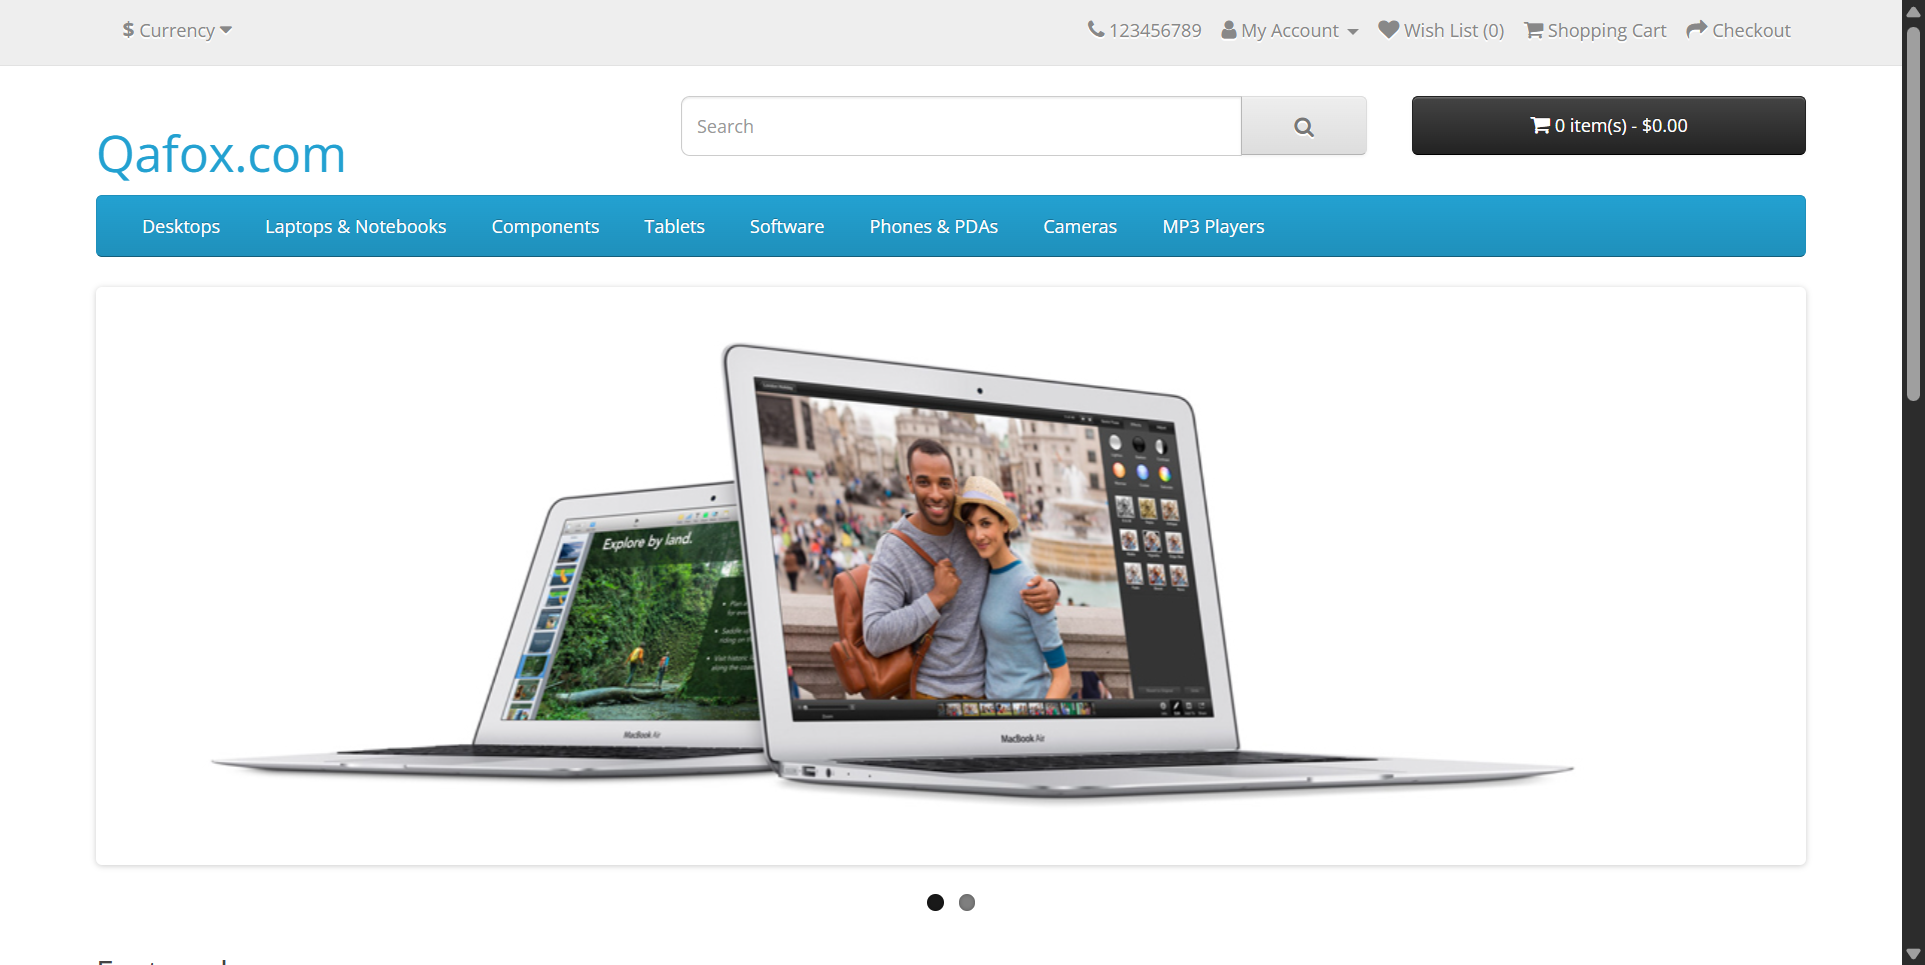 $ Currency
123456789 My Account Wish List (0) Shopping Cart Checkout
Qafox.com
Search
0 item(s) - $0.00
Desktops Laptops & Notebooks Components Tablets Software Phones & PDAs Cameras MP3 Players
Explore by land.
MacBook Air
MacBook Air